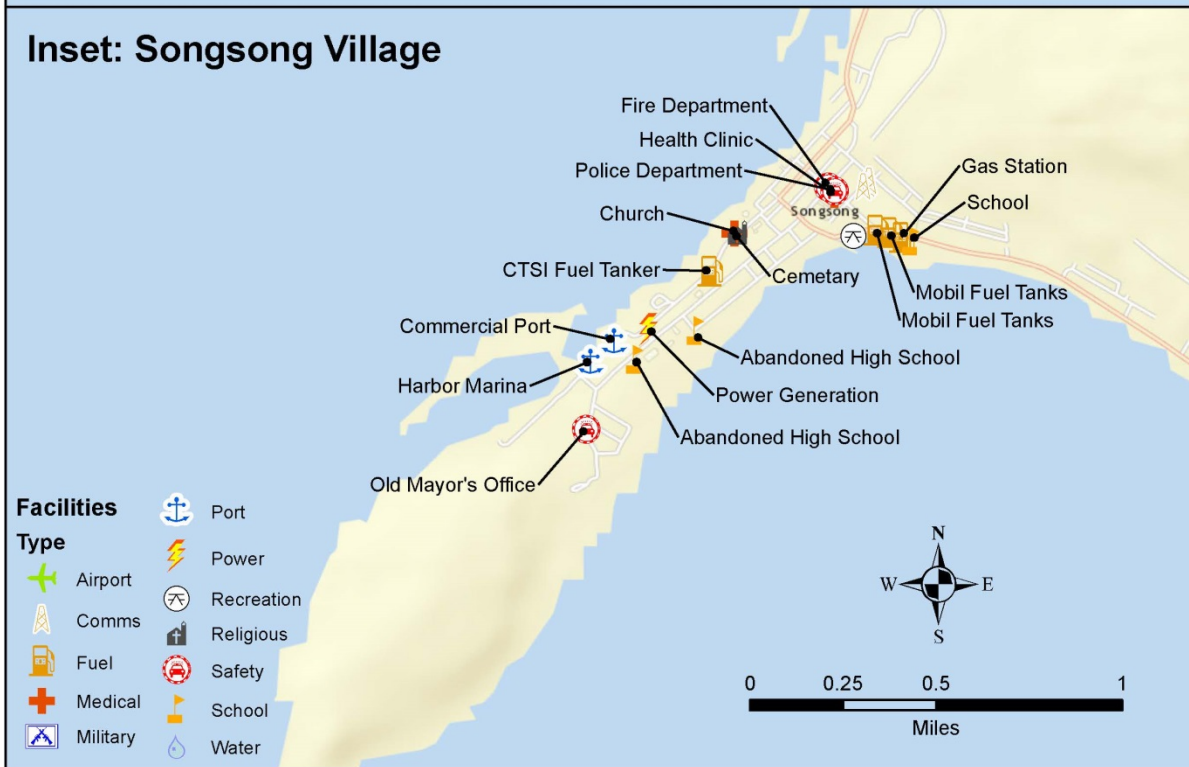 Inset: Songsong Village
Fire Department
Health Clinic
Police Department
Gas Station
School
Church
Songsong
CTSI Fuel Tanker
Cemetary
Mobil Fuel Tanks
Mobil Fuel Tanks
Commercial Port
Abandoned High School
Harbor Marina
Power Generation
Abandoned High School
Old Mayor's Office
Facilities
Type
Airport
Comms
Fuel
Medical
Military
Port
Power
Recreation
Religious
Safety
School
Water
N
W E
S
0 0.25 0.5 1
Miles